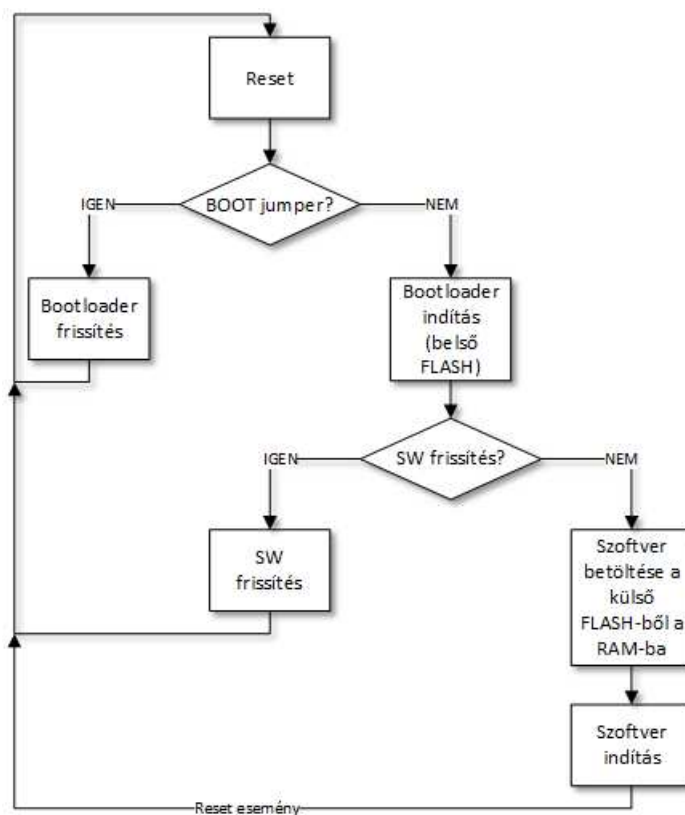 Reset
BOOT jumper?
IGEN
NEM
Bootloader
frissítés
Bootloader
indítás
(belső
FLASH)
SW frissítés?
IGEN
NEM
SW
frissítés
Szoftver
betöltése a
külső
FLASH-ből a
RAM-ba
Szoftver
indítás
Reset esemény